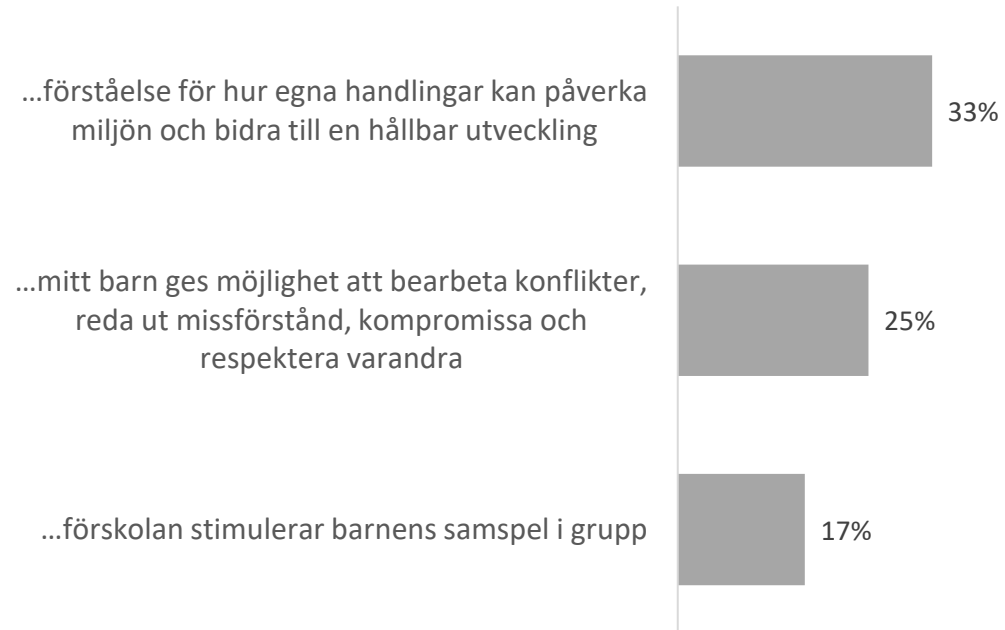 ...förståelse för hur egna handlingar kan påverka
miljön och bidra till en hållbar utveckling
33%
...mitt barn ges möjlighet att bearbeta konflikter,
reda ut missförstånd, kompromissa och
respektera varandra
25%
...förskolan stimulerar barnens samspel i grupp
17%